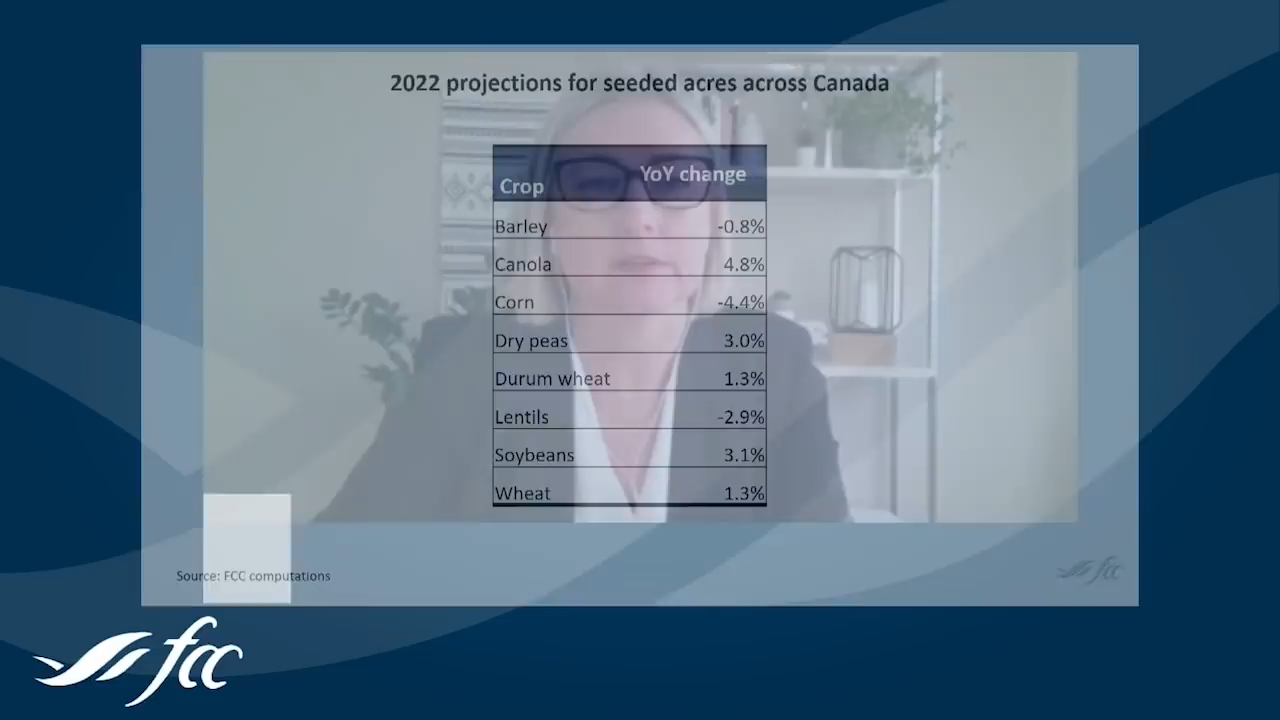 2022 projections for seeded acres across Canada
Crop YoY change
Barley -0.8%
Canola 4.8%
Corn -4.4%
Dry peas 3.0%
Durum wheat 1.3%
Lentils -2.9%
Soybeans 3.1%
Wheat 1.3%
Source: FCC computations
fcc
fcc